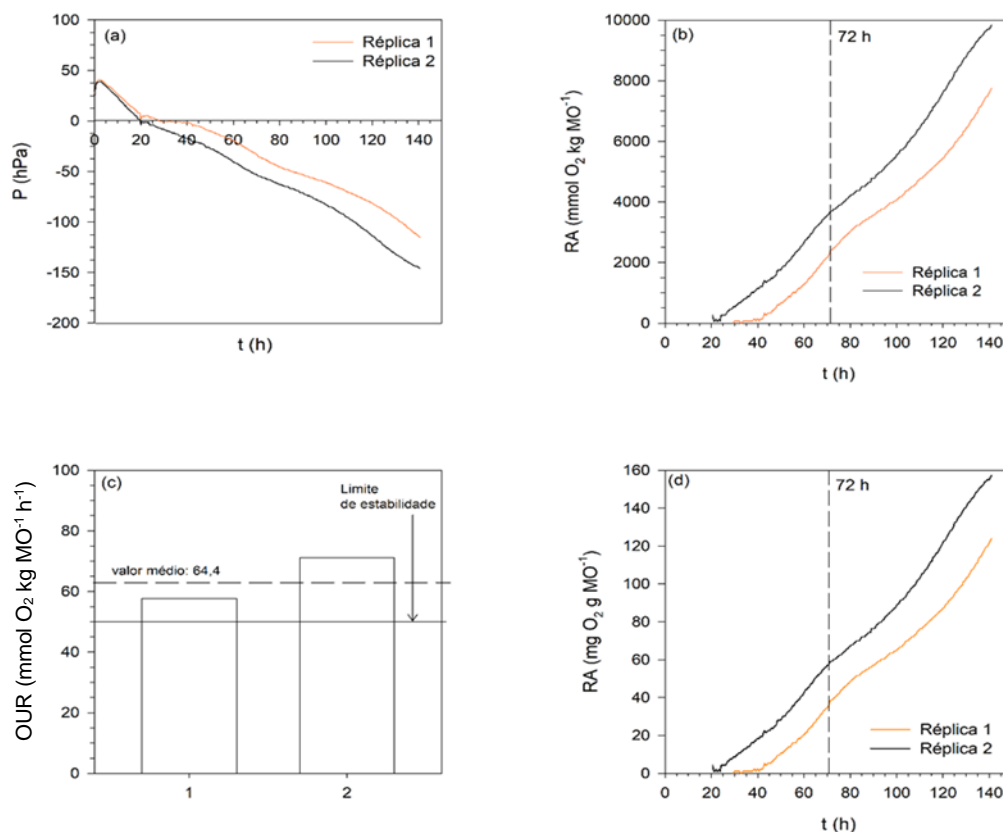 (a)
Réplica 1
Réplica 2
100
50
0
-50
-100
-150
-200
0 20 40 60 80 100 120 140
P (hPa)
t (h)
(b)
72 h
10000
8000
6000
4000
2000
0
0 20 40 60 80 100 120 140
RA (mmol O₂ kg MO⁻¹)
Réplica 1
Réplica 2
t (h)
(c)
Limite
de estabilidade
valor médio: 64,4
100
80
60
40
20
0
1 2
OUR (mmol O₂ kg MO⁻¹ h⁻¹)
(d)
72 h
160
140
120
100
80
60
40
20
0
0 20 40 60 80 100 120 140
RA (mg O₂ g MO⁻¹)
Réplica 1
Réplica 2
t (h)